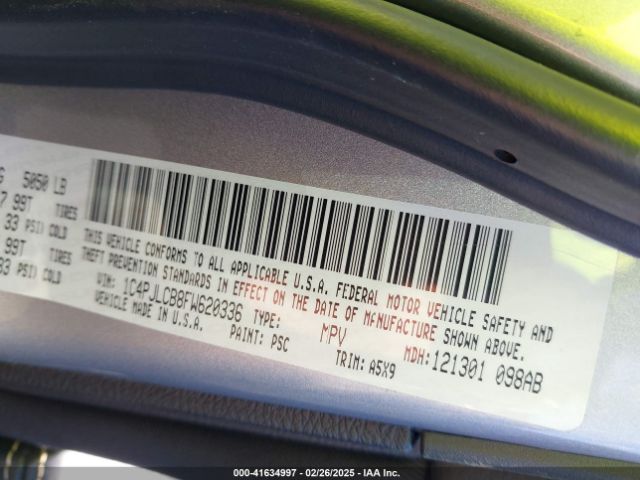 G 5050 LB
7 99T TIRES
33 PSI) COLD
99T TIRES
33 PSI) COLD
THIS VEHICLE CONFORMS TO ALL APPLICABLE U.S.A. FEDERAL MOTOR VEHICLE SAFETY AND
THEFT PREVENTION STANDARDS IN EFFECT ON THE DATE OF MANUFACTURE SHOWN ABOVE.
VIN: 1C4PJLCB8FW620336 TYPE: MPV MDH: 121301 098AB
VEHICLE MADE IN U.S.A. PAINT: PSC TRIM: A5X9
000-41634997 - 02/26/2025 - IAA Inc.